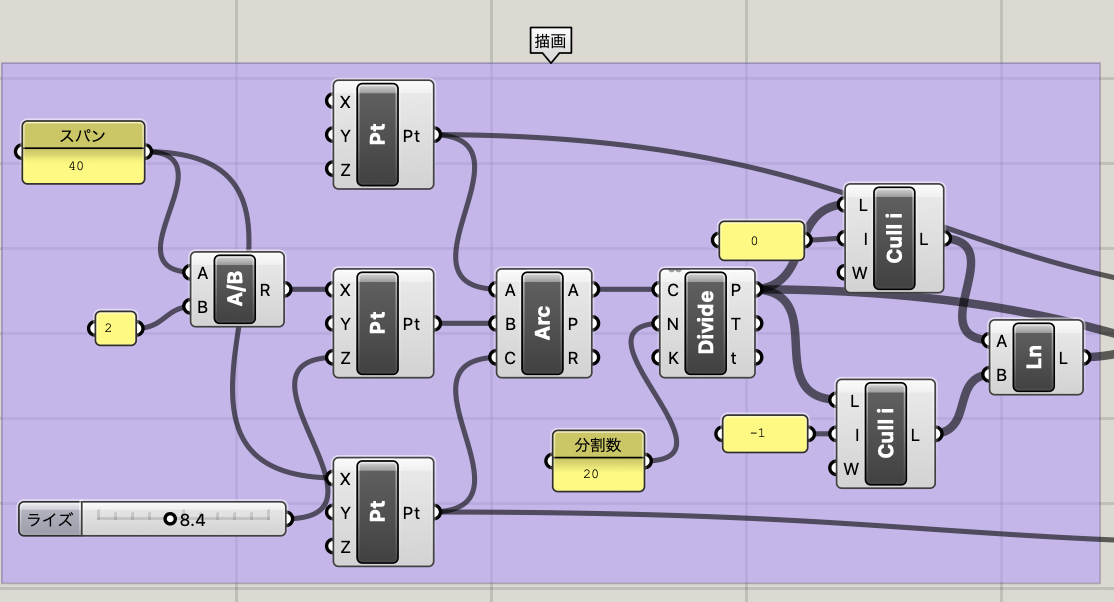 描画
スパン
40
A
B
A/B
R
2
X
Y
Z
Pt
Pt
X
Y
Z
Pt
Pt
X
Y
Z
Pt
Pt
ライズ
8.4
A
B
C
Arc
A
P
R
分割数
20
C
N
K
Divide
P
T
t
0
L
I
W
Cull i
L
-1
L
I
W
Cull i
L
A
B
Ln
L